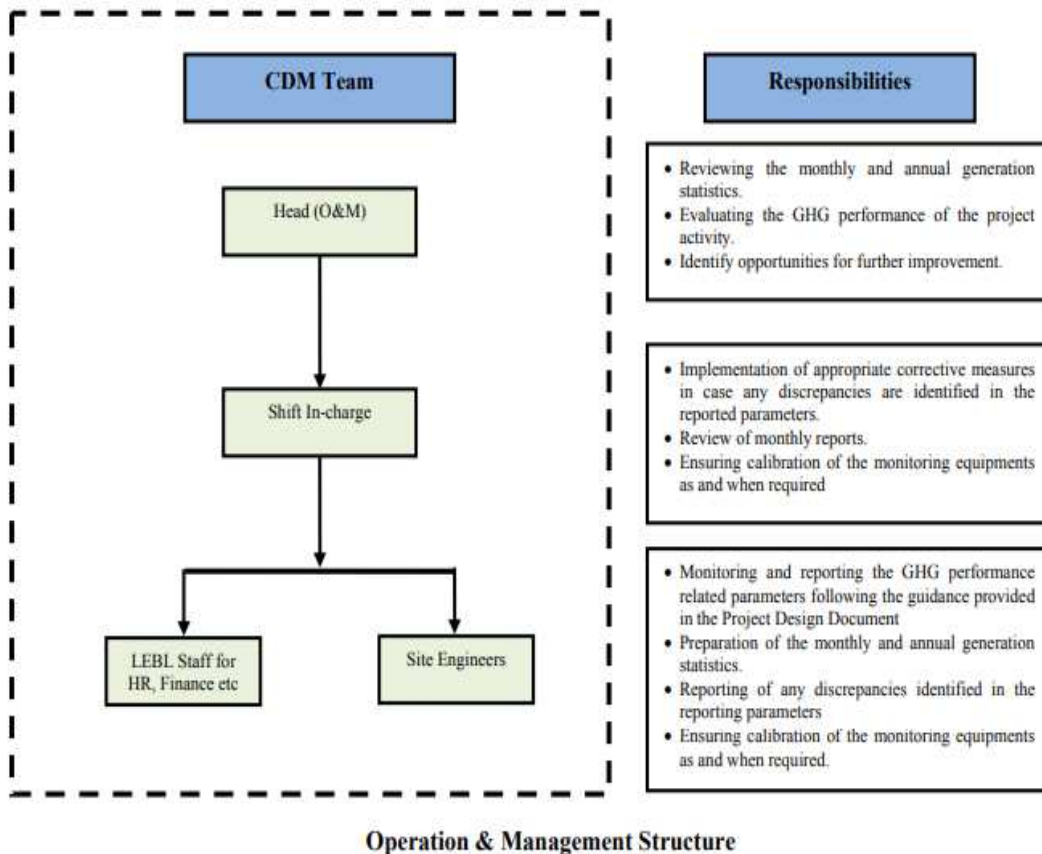 CDM Team
Responsibilities
Head (O&M)
• Reviewing the monthly and annual generation
statistics.
• Evaluating the GHG performance of the project
activity.
• Identify opportunities for further improvement.
Shift In-charge
• Implementation of appropriate corrective measures
in case any discrepancies are identified in the
reported parameters.
• Review of monthly reports.
• Ensuring calibration of the monitoring equipments
as and when required
LEBL Staff for
HR, Finance etc
Site Engineers
• Monitoring and reporting the GHG performance
related parameters following the guidance provided
in the Project Design Document
• Preparation of the monthly and annual generation
statistics.
• Reporting of any discrepancies identified in the
reporting parameters
• Ensuring calibration of the monitoring equipments
as and when required.
Operation & Management Structure